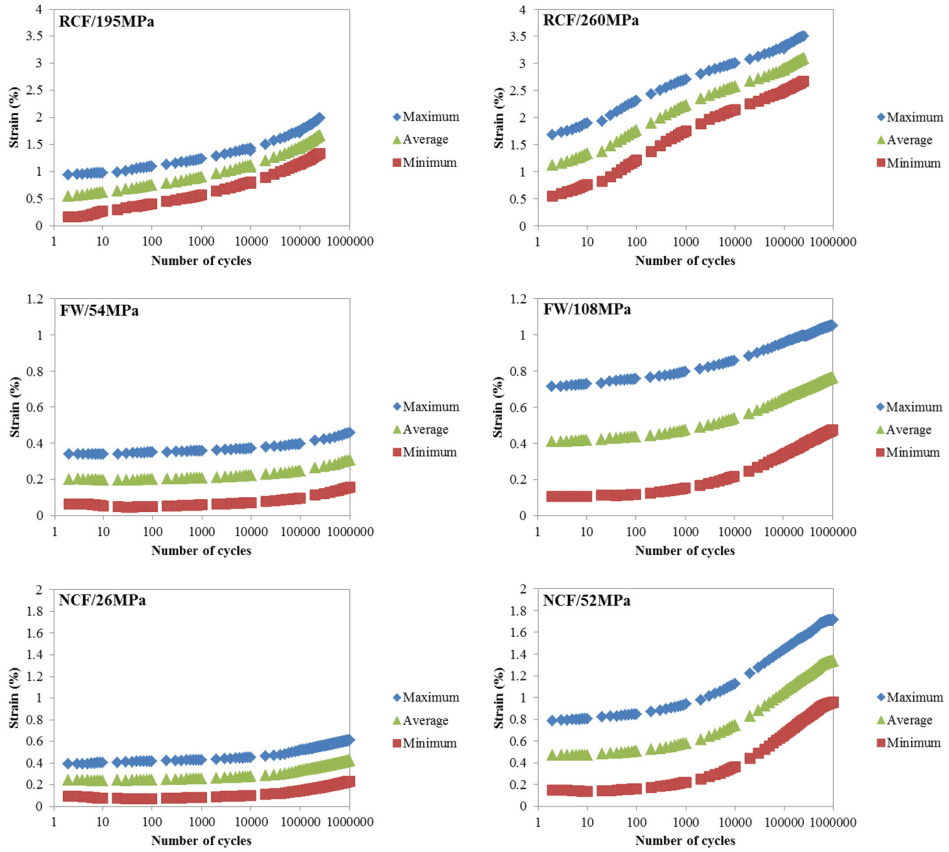 RCF/195MPa
4
3.5
3
2.5
2
1.5
1
0.5
0
Strain (%)
1 10 100 1000 10000 100000 1000000
Number of cycles
Maximum
Average
Minimum
RCF/260MPa
4
3.5
3
2.5
2
1.5
1
0.5
0
Strain (%)
1 10 100 1000 10000 100000 1000000
Number of cycles
Maximum
Average
Minimum
FW/54MPa
1.2
1
0.8
0.6
0.4
0.2
0
Strain (%)
1 10 100 1000 10000 100000 1000000
Number of cycles
Maximum
Average
Minimum
FW/108MPa
1.2
1
0.8
0.6
0.4
0.2
0
Strain (%)
1 10 100 1000 10000 100000 1000000
Number of cycles
Maximum
Average
Minimum
NCF/26MPa
2
1.8
1.6
1.4
1.2
1
0.8
0.6
0.4
0.2
0
Strain (%)
1 10 100 1000 10000 100000 1000000
Number of cycles
Maximum
Average
Minimum
NCF/52MPa
2
1.8
1.6
1.4
1.2
1
0.8
0.6
0.4
0.2
0
Strain (%)
1 10 100 1000 10000 100000 1000000
Number of cycles
Maximum
Average
Minimum